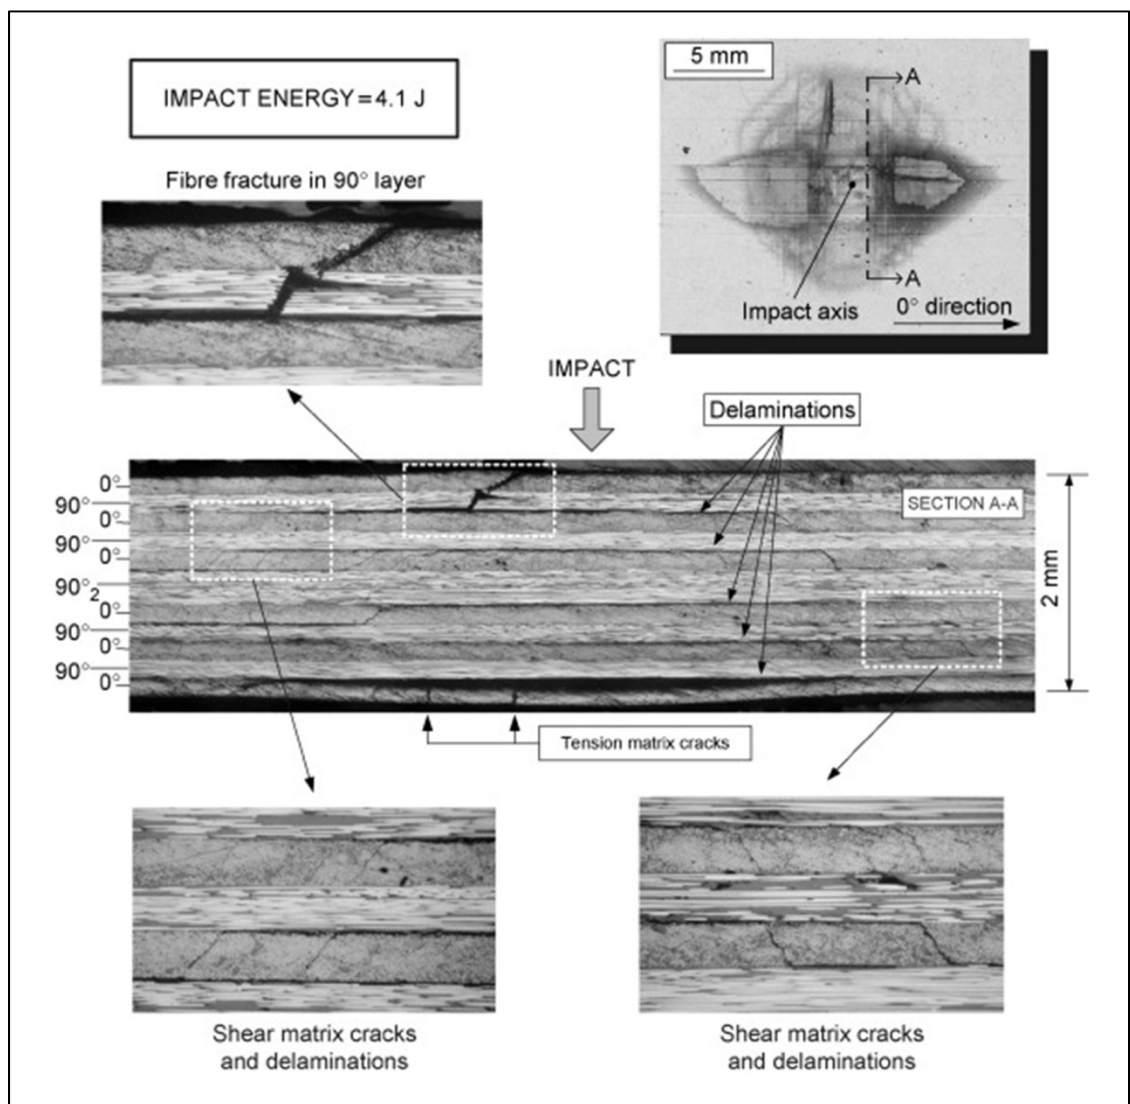 IMPACT ENERGY=4.1 J
5 mm
A
A
Impact axis
0° direction
Fibre fracture in 90° layer
IMPACT
Delaminations
SECTION A-A
0°
90°
0°
90°
0°
90°
2
0°
90°
0°
90°
0°
2 mm
Tension matrix cracks
Shear matrix cracks
and delaminations
Shear matrix cracks
and delaminations